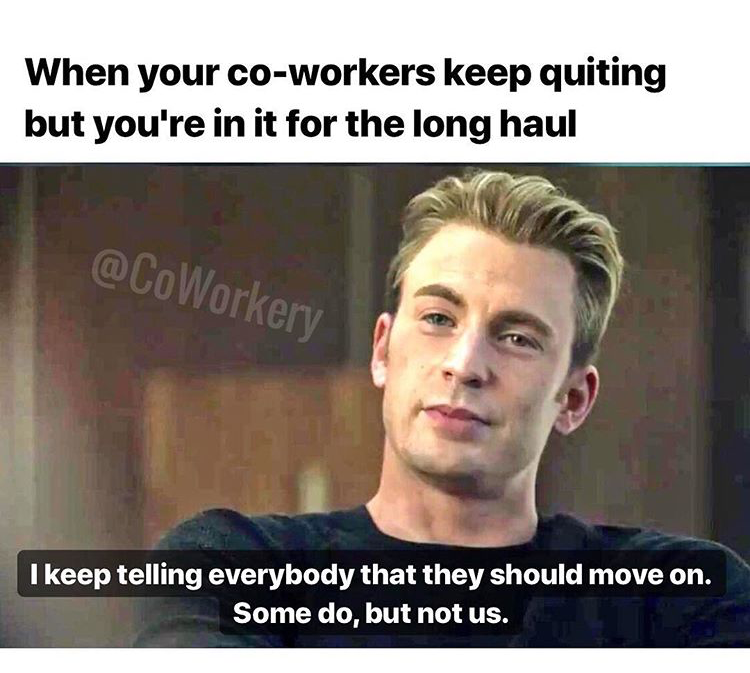 When your co-workers keep quiting
but you're in it for the long haul
@CoWorkery
I keep telling everybody that they should move on.
Some do, but not us.